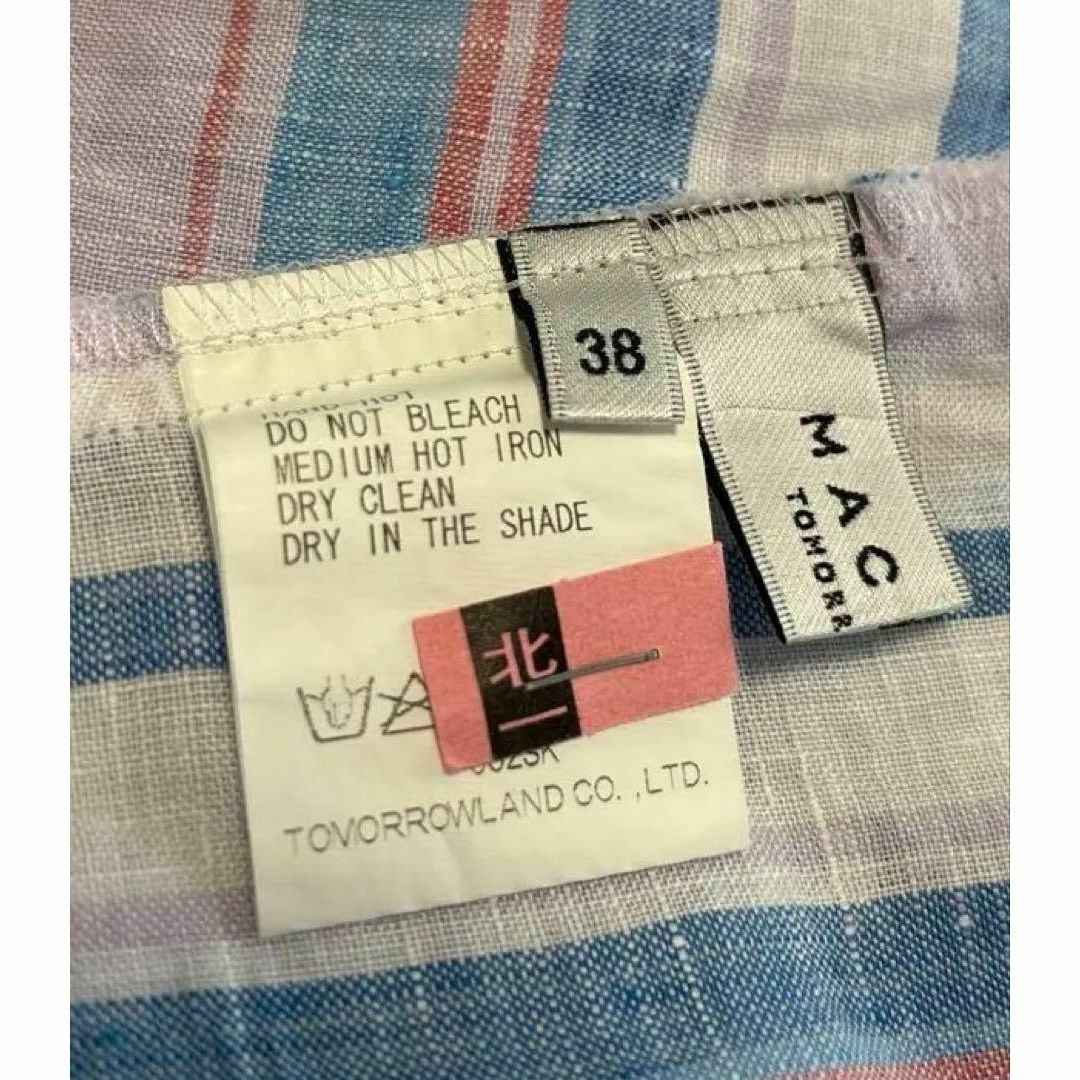 38
MAC
TOMORR
DO NOT BLEACH
MEDIUM HOT IRON
DRY CLEAN
DRY IN THE SHADE
北
一
TOMORROWLAND CO.,LTD.